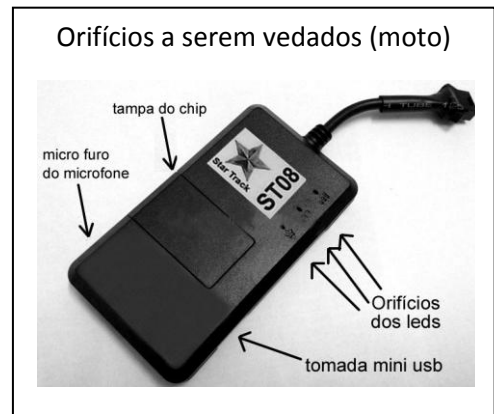 Orifícios a serem vedados (moto)
tampa do chip
micro furo
do microfone
Star Track
ST08
TUBE
Orifícios
dos leds
tomada mini usb